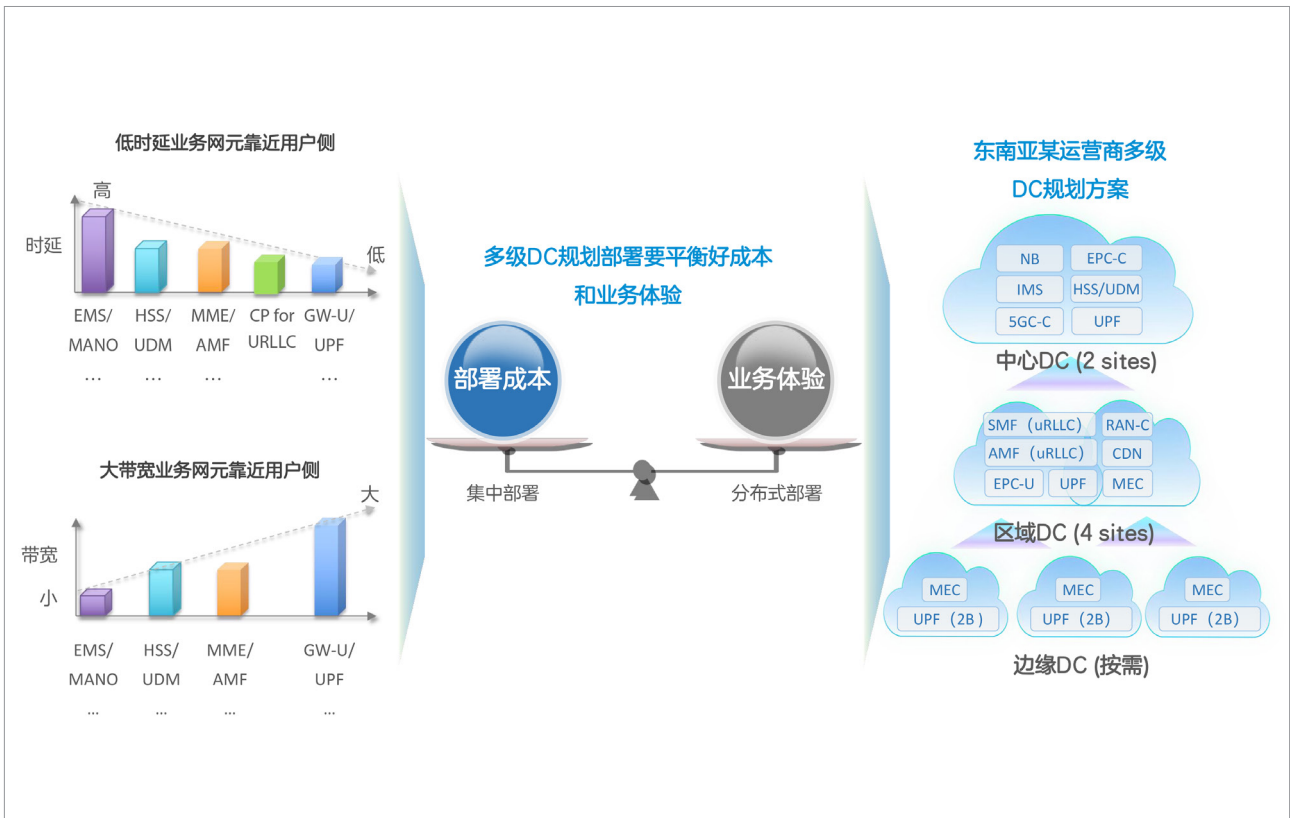 低时延业务网元靠近用户侧
高
时延
低
EMS/ HSS/ MME/ CP for GW-U/
MANO UDM AMF URLLC UPF
... ... ... ...
大带宽业务网元靠近用户侧
大
带宽
小
EMS/ HSS/ MME/ GW-U/
MANO UDM AMF UPF
... ... ... ...
多级DC规划部署要平衡好成本
和业务体验
部署成本 业务体验
集中部署 分布式部署
东南亚某运营商多级
DC规划方案
NB EPC-C
IMS HSS/UDM
5GC-C UPF
中心DC (2 sites)
SMF（uRLLC） RAN-C
AMF（uRLLC） CDN
EPC-U UPF MEC
区域DC (4 sites)
MEC MEC MEC
UPF（2B） UPF（2B） UPF（2B）
边缘DC (按需)